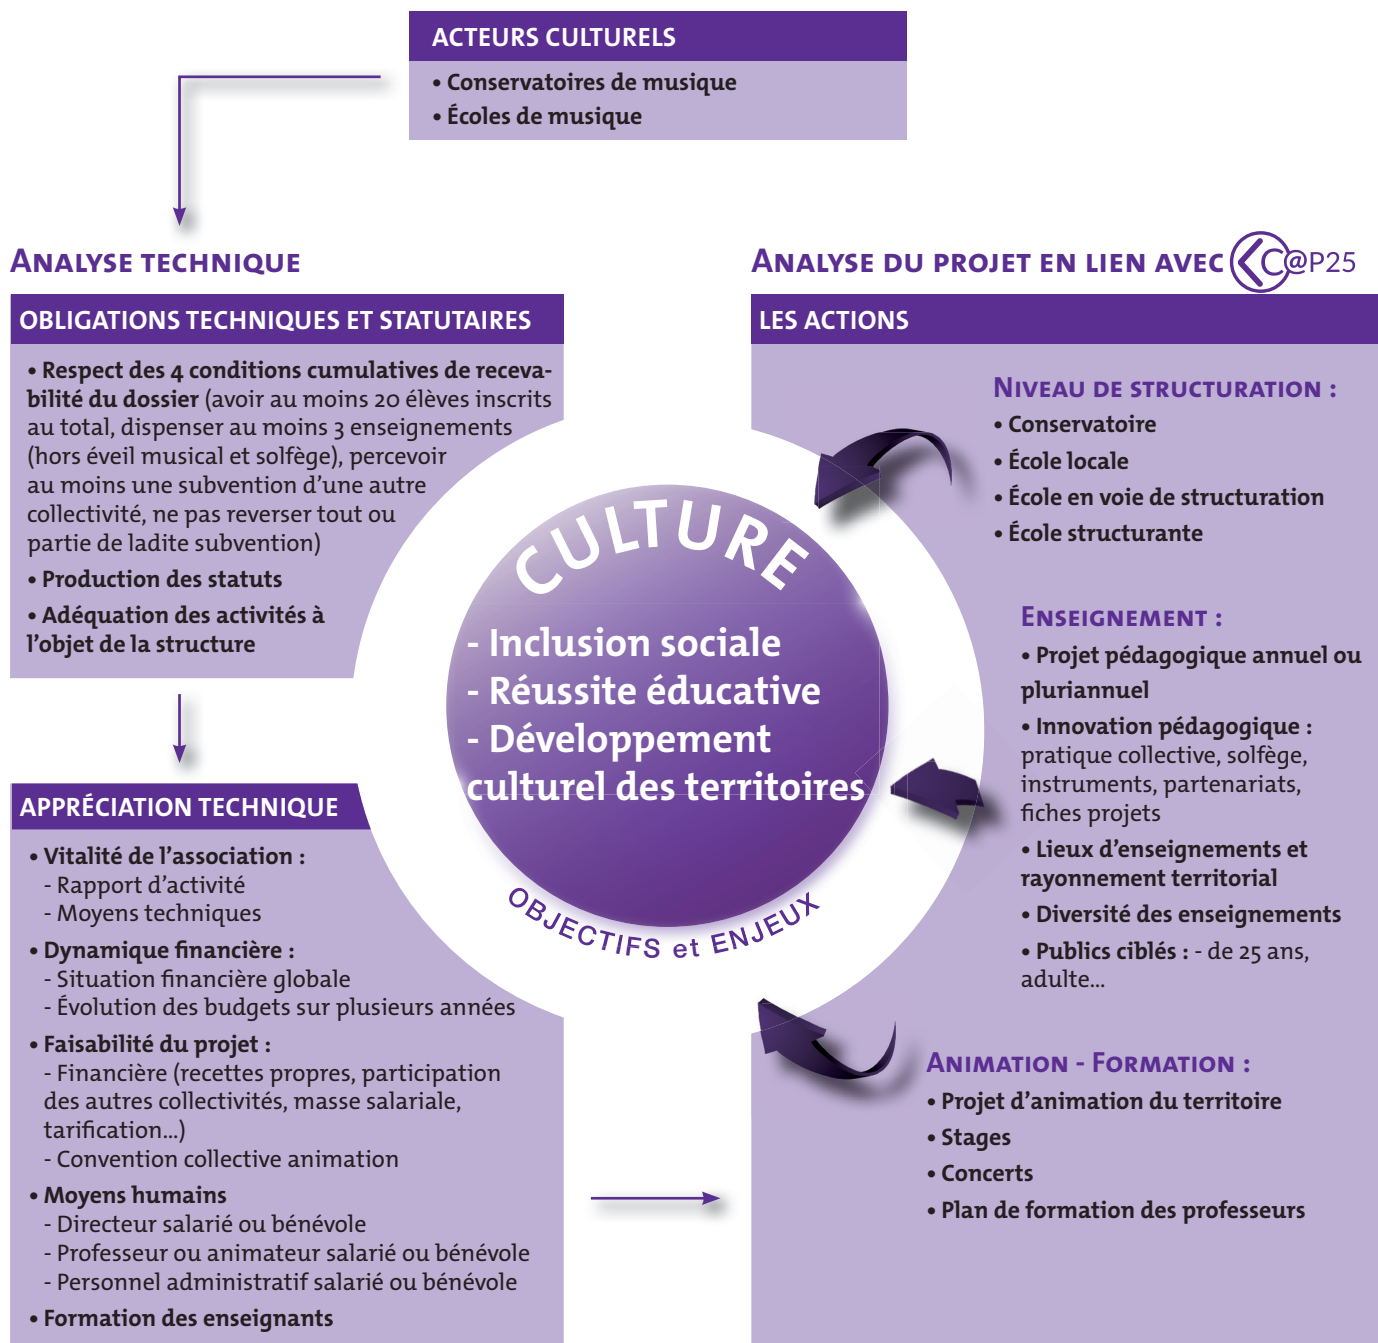 ACTEURS CULTURELS
• Conservatoires de musique
• Écoles de musique
ANALYSE TECHNIQUE
OBLIGATIONS TECHNIQUES ET STATUTAIRES
• Respect des 4 conditions cumulatives de receva-
bilité du dossier (avoir au moins 20 élèves inscrits
au total, dispenser au moins 3 enseignements
(hors éveil musical et solfège), percevoir
au moins une subvention d'une autre
collectivité, ne pas reverser tout ou
partie de ladite subvention)
• Production des statuts
• Adéquation des activités à
l'objet de la structure
APPRÉCIATION TECHNIQUE
• Vitalité de l'association :
- Rapport d'activité
- Moyens techniques
• Dynamique financière :
- Situation financière globale
- Évolution des budgets sur plusieurs années
• Faisabilité du projet :
- Financière (recettes propres, participation
des autres collectivités, masse salariale,
tarification...)
- Convention collective animation
• Moyens humains
- Directeur salarié ou bénévole
- Professeur ou animateur salarié ou bénévole
- Personnel administratif salarié ou bénévole
• Formation des enseignants
CULTURE
- Inclusion sociale
- Réussite éducative
- Développement
culturel des territoires
OBJECTIFS et ENJEUX
ANALYSE DU PROJET EN LIEN AVEC C@P25
LES ACTIONS
NIVEAU DE STRUCTURATION :
• Conservatoire
• École locale
• École en voie de structuration
• École structurante
ENSEIGNEMENT :
• Projet pédagogique annuel ou
pluriannuel
• Innovation pédagogique :
pratique collective, solfège,
instruments, partenariats,
fiches projets
• Lieux d'enseignements et
rayonnement territorial
• Diversité des enseignements
• Publics ciblés : - de 25 ans,
adulte...
ANIMATION - FORMATION :
• Projet d'animation du territoire
• Stages
• Concerts
• Plan de formation des professeurs